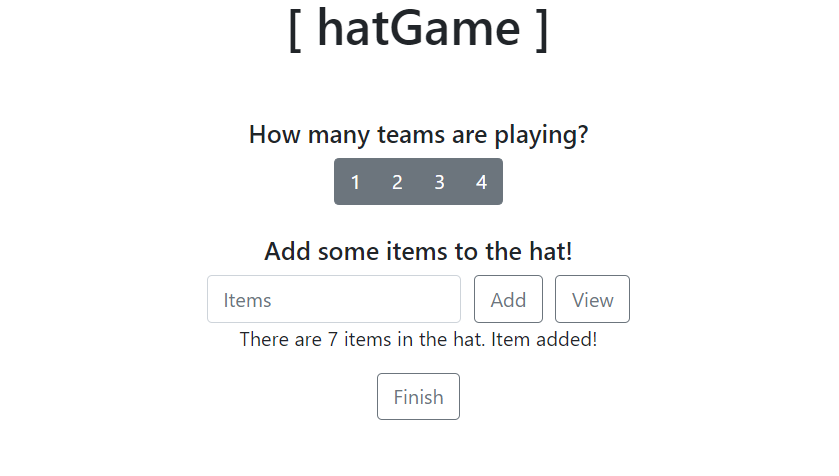 [ hatGame ]
How many teams are playing?
1 2 3 4
Add some items to the hat!
Items Add View
There are 7 items in the hat. Item added!
Finish